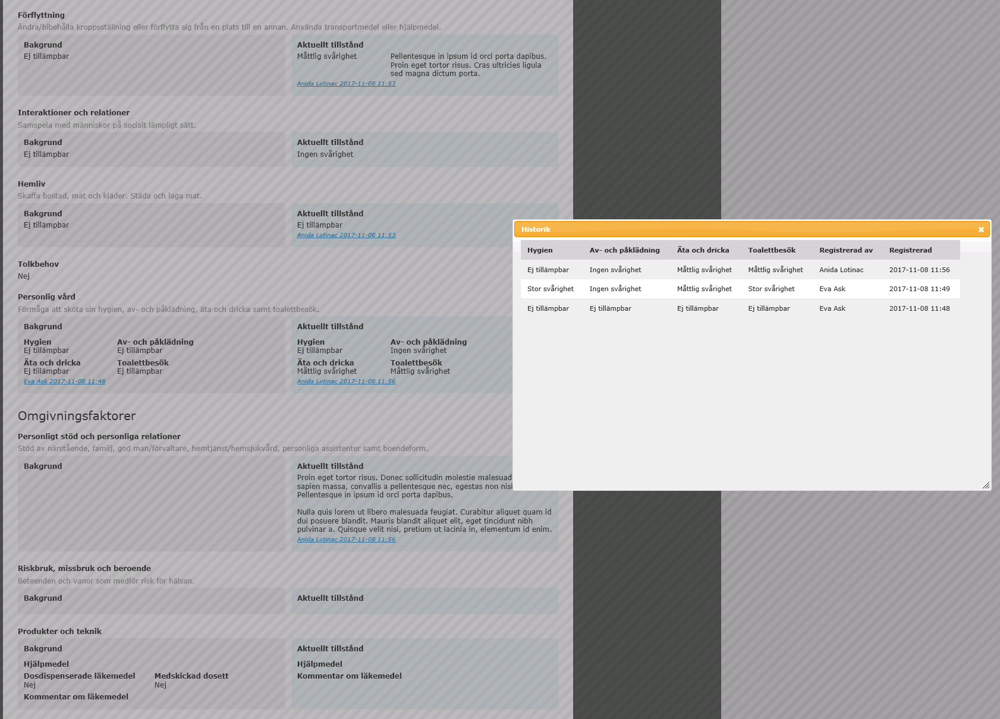 Förflyttning
Ändra/bibehålla kroppsställning eller förflytta sig från en plats till en annan. Använda transportmedel eller hjälpmedel.
Bakgrund
Ej tillämpbar
Aktuellt tillstånd
Måttlig svårighet
Pellentesque in ipsum id orci porta dapibus.
Proin eget tortor risus. Cras ultricies ligula
sed magna dictum porta.
Anida Lotinac 2017-11-08 11:53
Interaktioner och relationer
Samspela med människor på socialt lämpligt sätt.
Bakgrund
Ej tillämpbar
Aktuellt tillstånd
Ingen svårighet
Hemliv
Skaffa bostad, mat och kläder. Städa och laga mat.
Bakgrund
Ej tillämpbar
Aktuellt tillstånd
Ej tillämpbar
Anida Lotinac 2017-11-08 11:53
Tolkbehov
Nej
Personlig vård
Förmåga att sköta sin hygien, av- och påklädning, äta och dricka samt toalettbesök.
Bakgrund
Hygien Av- och påklädning
Ej tillämpbar Ej tillämpbar
Äta och dricka Toalettbesök
Ej tillämpbar Ej tillämpbar
Eva Ask 2017-11-08 11:48
Aktuellt tillstånd
Hygien Av- och påklädning
Ej tillämpbar Ingen svårighet
Äta och dricka Toalettbesök
Måttlig svårighet Måttlig svårighet
Anida Lotinac 2017-11-08 11:56
Omgivningsfaktorer
Personligt stöd och personliga relationer
Stöd av närstående, familj, god man/förvaltare, hemtjänst/hemsjukvård, personliga assistenter samt boendeform.
Bakgrund
Aktuellt tillstånd
Proin eget tortor risus. Donec sollicitudin molestie malesuad
sapien massa, convallis a pellentesque nec, egestas non nisi
Pellentesque in ipsum id orci porta dapibus.
Nulla quis lorem ut libero malesuada feugiat. Curabitur aliquet quam id
dui posuere blandit. Mauris blandit aliquet elit, eget tincidunt nibh
pulvinar a. Quisque velit nisi, pretium ut lacinia in, elementum id enim.
Anida Lotinac 2017-11-08 11:56
Riskbruk, missbruk och beroende
Beteenden och vanor som medför risk för hälsan.
Bakgrund
Aktuellt tillstånd
Produkter och teknik
Bakgrund
Hjälpmedel
Dosdispenserade läkemedel Medskickad dosett
Nej Nej
Kommentar om läkemedel
Aktuellt tillstånd
Hjälpmedel
Kommentar om läkemedel
Historik
Hygien Av- och påklädning Äta och dricka Toalettbesök Registrerad av Registrerad
Ej tillämpbar Ingen svårighet Måttlig svårighet Måttlig svårighet Anida Lotinac 2017-11-08 11:56
Stor svårighet Ingen svårighet Måttlig svårighet Stor svårighet Eva Ask 2017-11-08 11:49
Ej tillämpbar Ej tillämpbar Ej tillämpbar Ej tillämpbar Eva Ask 2017-11-08 11:48